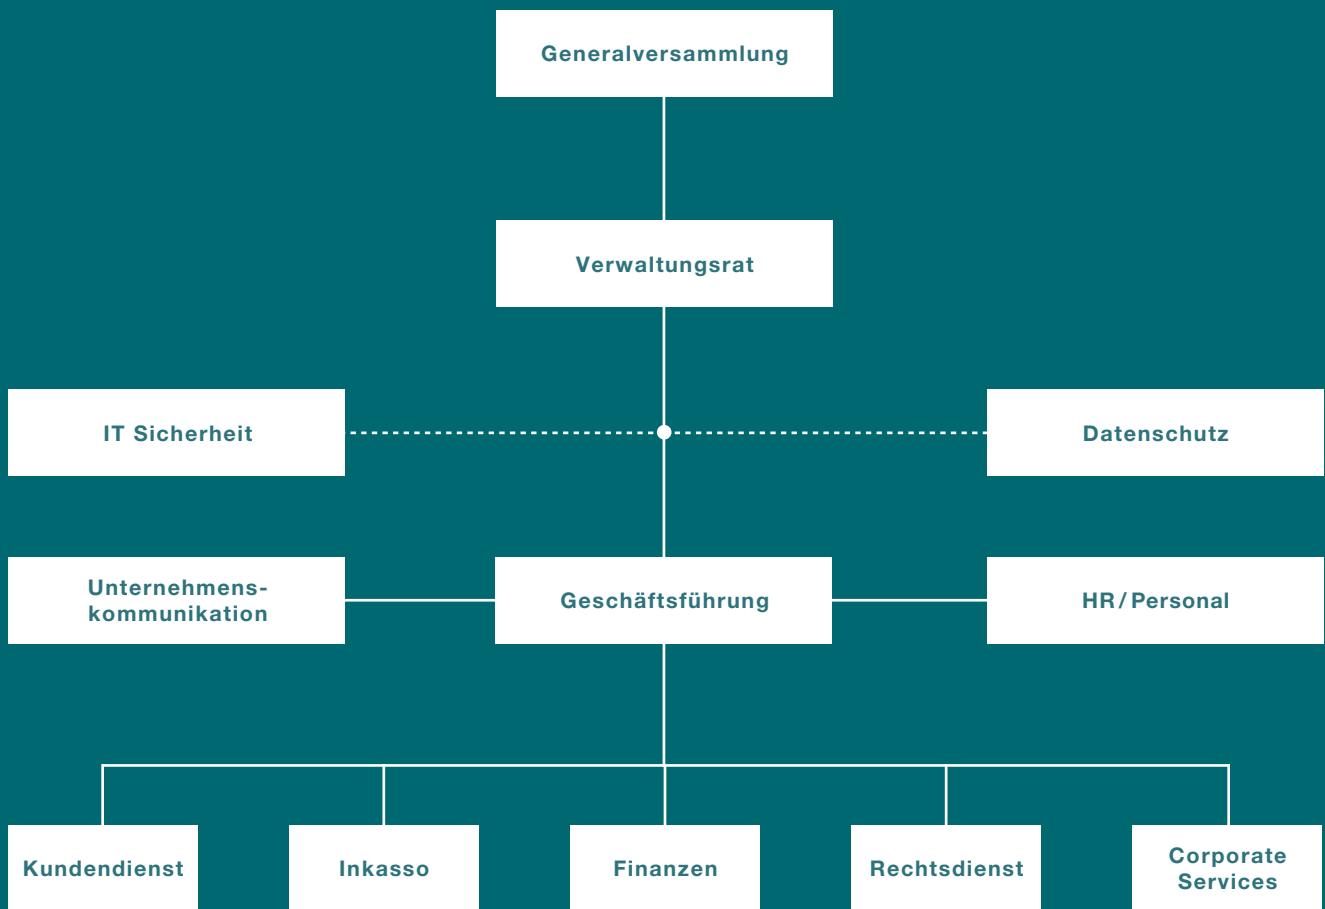 Generalversammlung
Verwaltungsrat
IT Sicherheit
Datenschutz
Unternehmens-
kommunikation
Geschäftsführung
HR/Personal
Kundendienst
Inkasso
Finanzen
Rechtsdienst
Corporate
Services